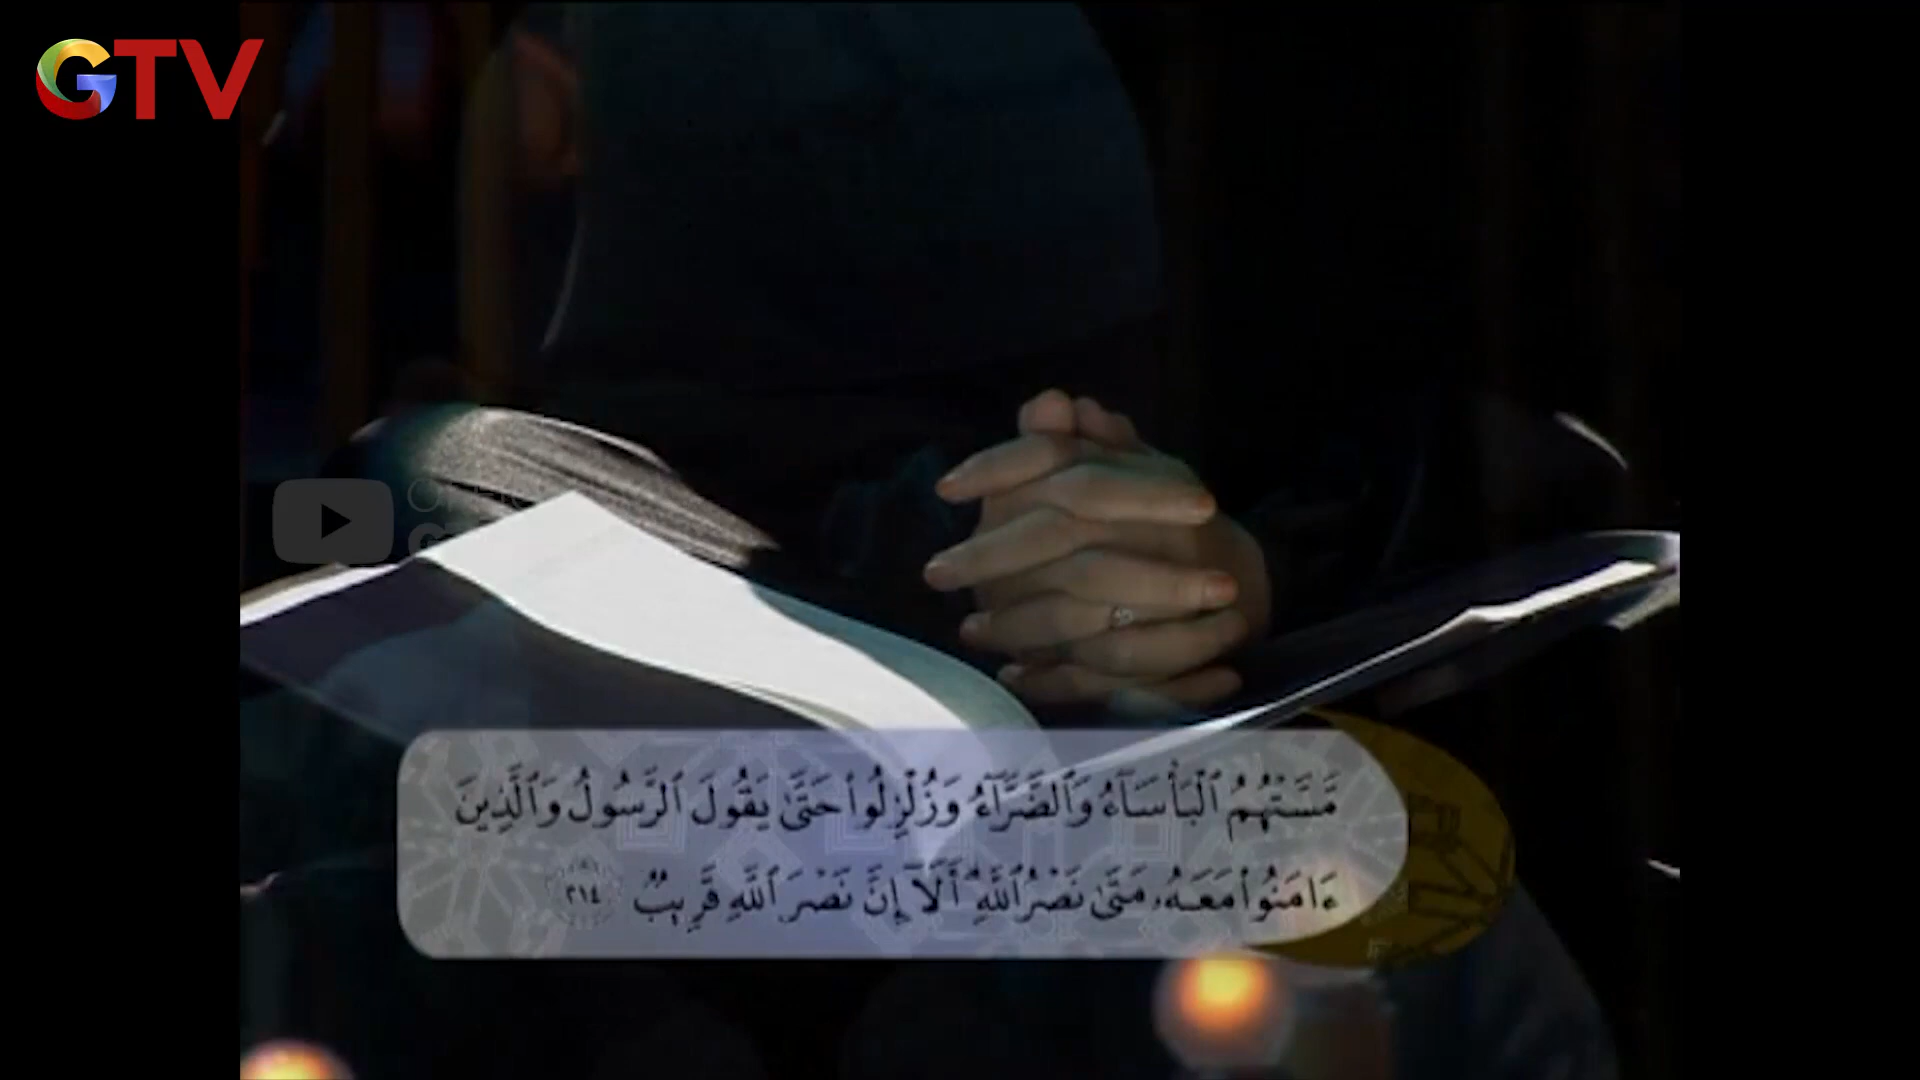 GTV
مَّسَّتْهُمُ ٱلْبَأْسَآءُ وَٱلضَّرَّآءُ وَزُلْزِلُوا۟ حَتَّىٰ يَقُولَ ٱلرَّسُولُ وَٱلَّذِينَ
ءَامَنُوا۟ مَعَهُۥ مَتَىٰ نَصْرُ ٱللَّهِ ۗ أَلَآ إِنَّ نَصْرَ ٱللَّهِ قَرِيبٌ ٢١٤